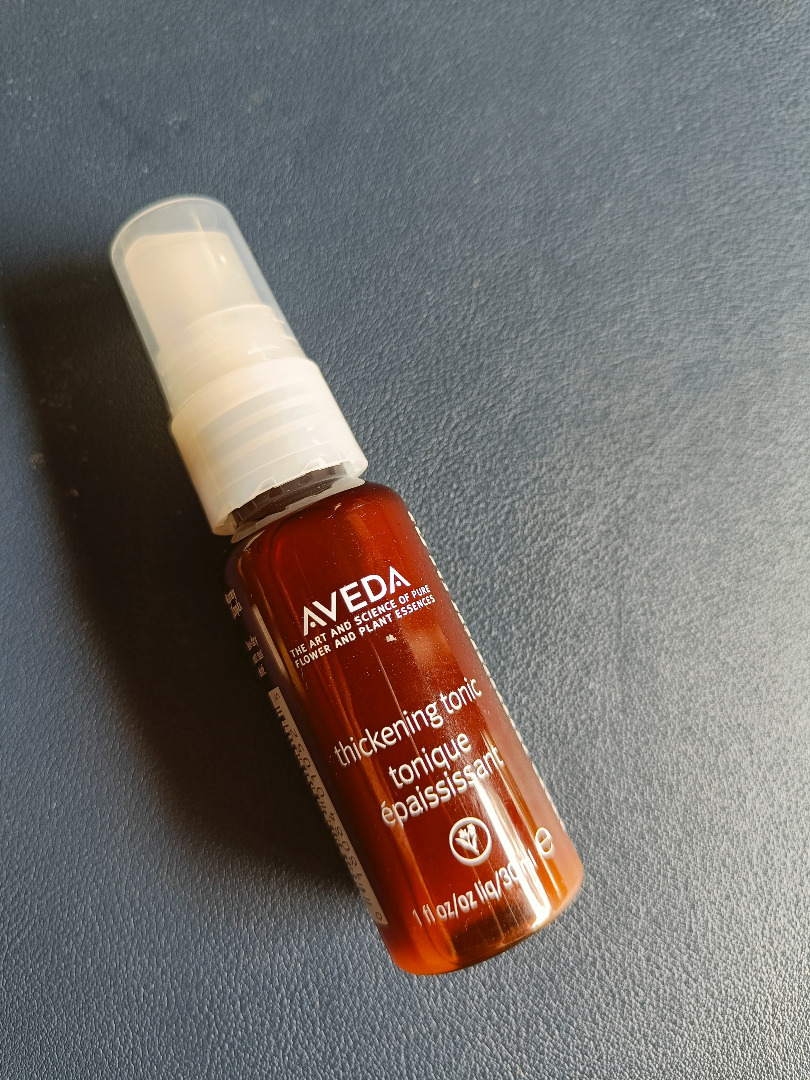 AVEDA
THE ART AND SCIENCE OF PURE
FLOWER AND PLANT ESSENCES
thickening tonic
tonique
épaississant
1 fl oz/oz liq/30 ml e